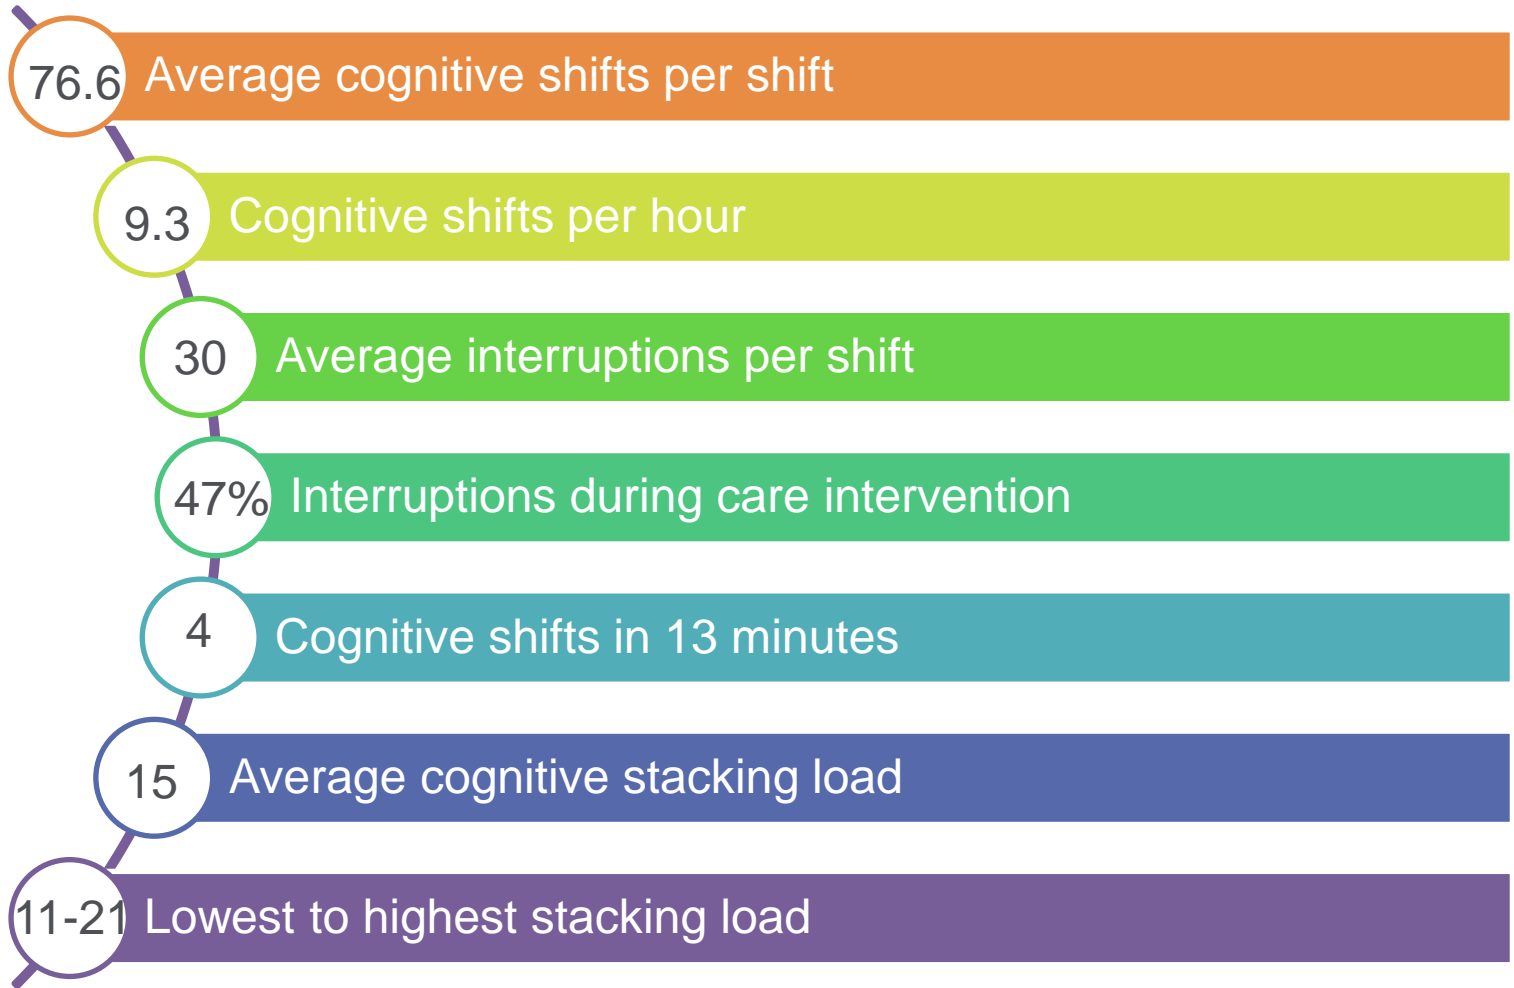 76.6 Average cognitive shifts per shift
9.3 Cognitive shifts per hour
30 Average interruptions per shift
47% Interruptions during care intervention
4 Cognitive shifts in 13 minutes
15 Average cognitive stacking load
11-21 Lowest to highest stacking load